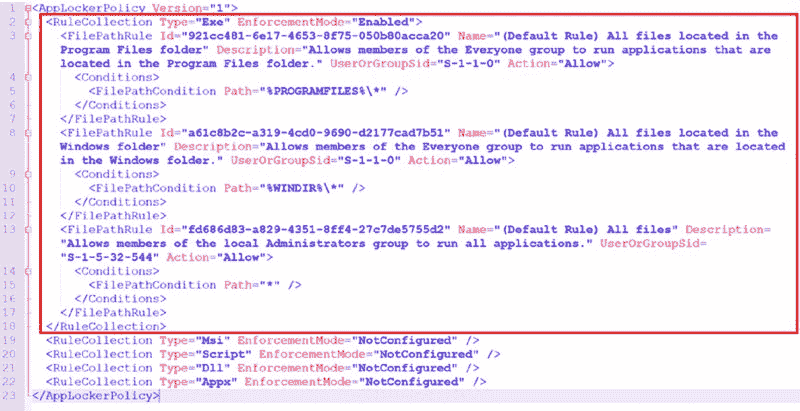 1 <AppLockerPolicy Version="1">
2 <RuleCollection Type="Exe" EnforcementMode="Enabled">
3 <FilePathRule Id="921cc481-6e17-4653-8f75-050b80acca20" Name="(Default Rule) All files located in the
Program Files folder" Description="Allows members of the Everyone group to run applications that are
located in the Program Files folder." UserOrGroupSid="S-1-1-0" Action="Allow">
4 <Conditions>
5 <FilePathCondition Path="%PROGRAMFILES%\*" />
6 </Conditions>
7 </FilePathRule>
8 <FilePathRule Id="a61c8b2c-a319-4cd0-9690-d2177cad7b51" Name="(Default Rule) All files located in the
Windows folder" Description="Allows members of the Everyone group to run applications that are located
in the Windows folder." UserOrGroupSid="S-1-1-0" Action="Allow">
9 <Conditions>
10 <FilePathCondition Path="%WINDIR%\*" />
11 </Conditions>
12 </FilePathRule>
13 <FilePathRule Id="fd686d83-a829-4351-8ff4-27c7de5755d2" Name="(Default Rule) All files" Description=
"Allows members of the local Administrators group to run all applications." UserOrGroupSid=
"S-1-5-32-544" Action="Allow">
14 <Conditions>
15 <FilePathCondition Path="*" />
16 </Conditions>
17 </FilePathRule>
18 </RuleCollection>
19 <RuleCollection Type="Msi" EnforcementMode="NotConfigured" />
20 <RuleCollection Type="Script" EnforcementMode="NotConfigured" />
21 <RuleCollection Type="Dll" EnforcementMode="NotConfigured" />
22 <RuleCollection Type="Appx" EnforcementMode="NotConfigured" />
23 </AppLockerPolicy>